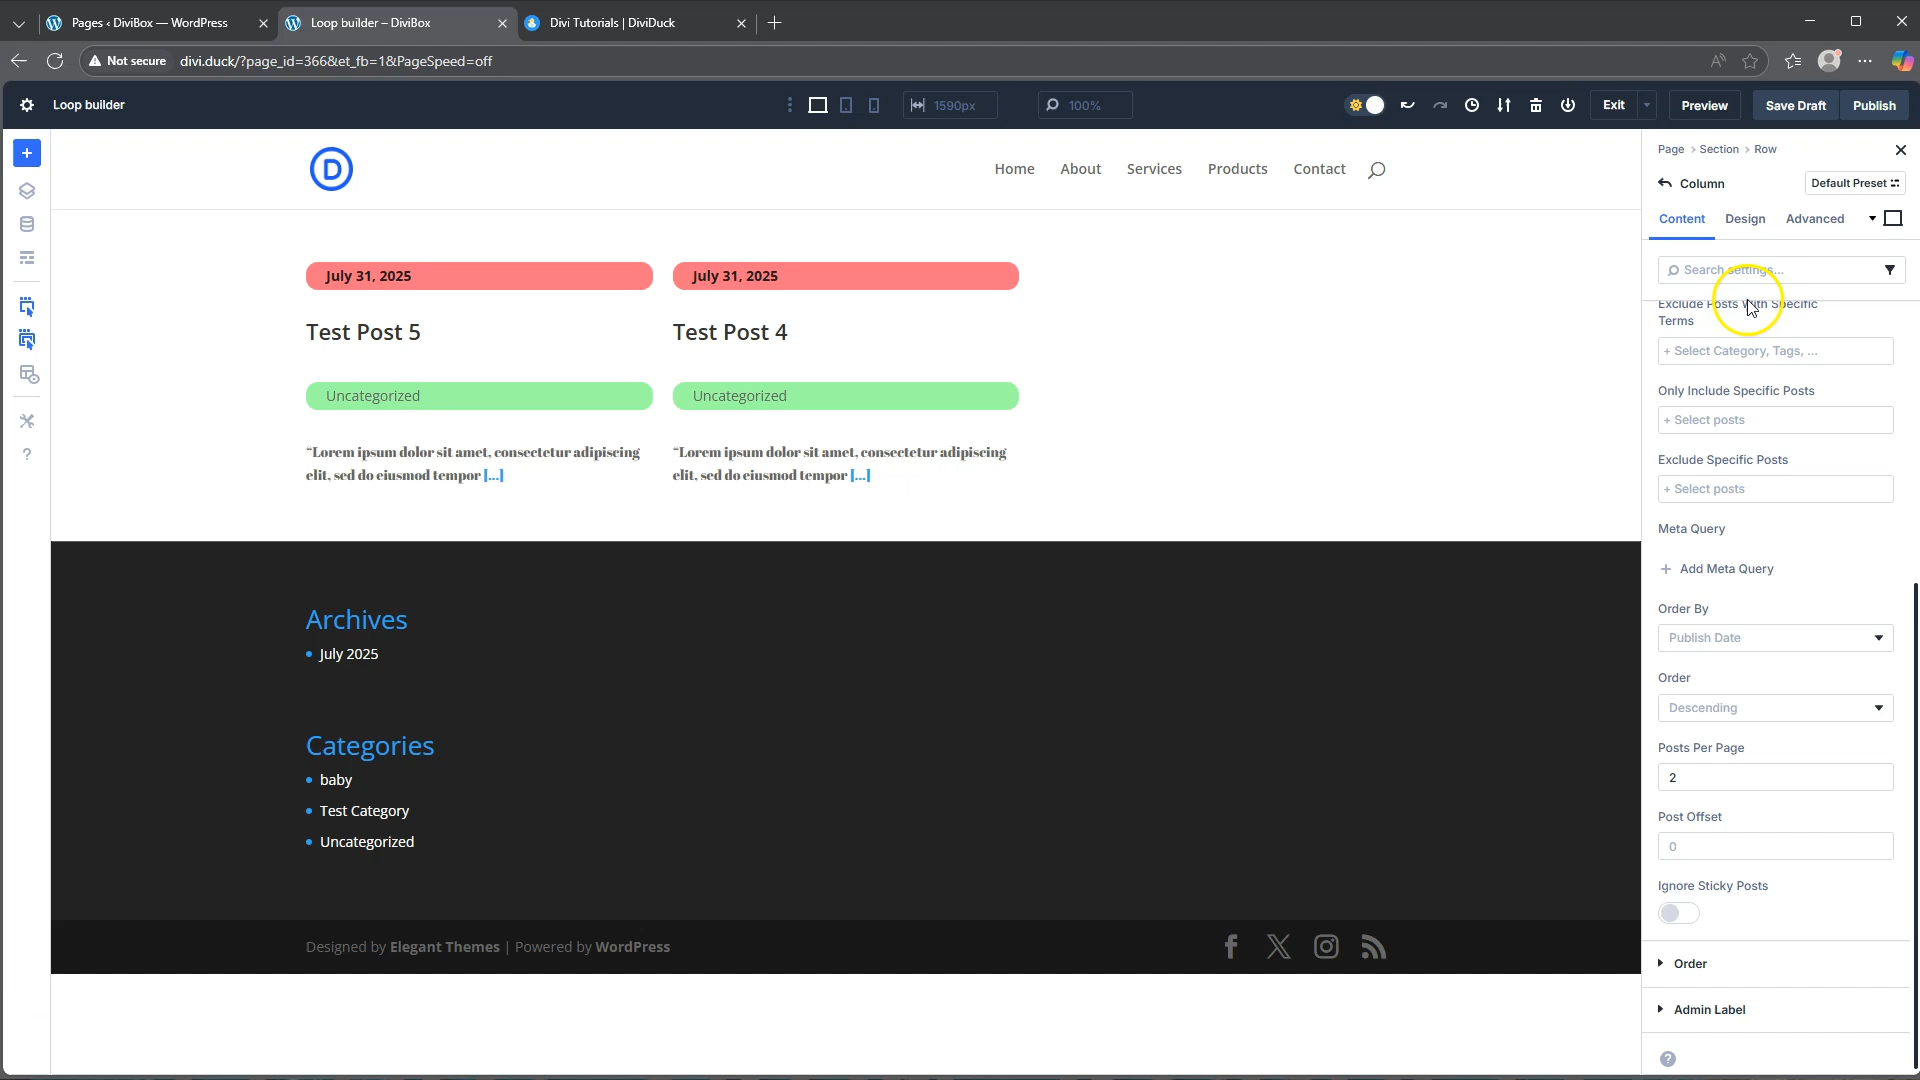 Pages ‹ DiviBox — WordPress
Loop builder – DiviBox
Divi Tutorials | DiviDuck
Not secure
divi.duck/?page_id=366&et_fb=1&PageSpeed=off
Loop builder
1590px
100%
Exit
Preview
Save Draft
Publish
Page > Section > Row
Column
Default Preset
Content
Design
Advanced
Search settings...
Exclude Posts With Specific
Terms
+ Select Category, Tags, ...
Only Include Specific Posts
+ Select posts
Exclude Specific Posts
+ Select posts
Meta Query
+ Add Meta Query
Order By
Publish Date
Order
Descending
Posts Per Page
2
Post Offset
0
Ignore Sticky Posts
Order
Admin Label
?
D
Home
About
Services
Products
Contact
July 31, 2025
July 31, 2025
Test Post 5
Test Post 4
Uncategorized
Uncategorized
“Lorem ipsum dolor sit amet, consectetur adipiscing
elit, sed do eiusmod tempor [...]
“Lorem ipsum dolor sit amet, consectetur adipiscing
elit, sed do eiusmod tempor [...]
Archives
July 2025
Categories
baby
Test Category
Uncategorized
Designed by Elegant Themes | Powered by WordPress